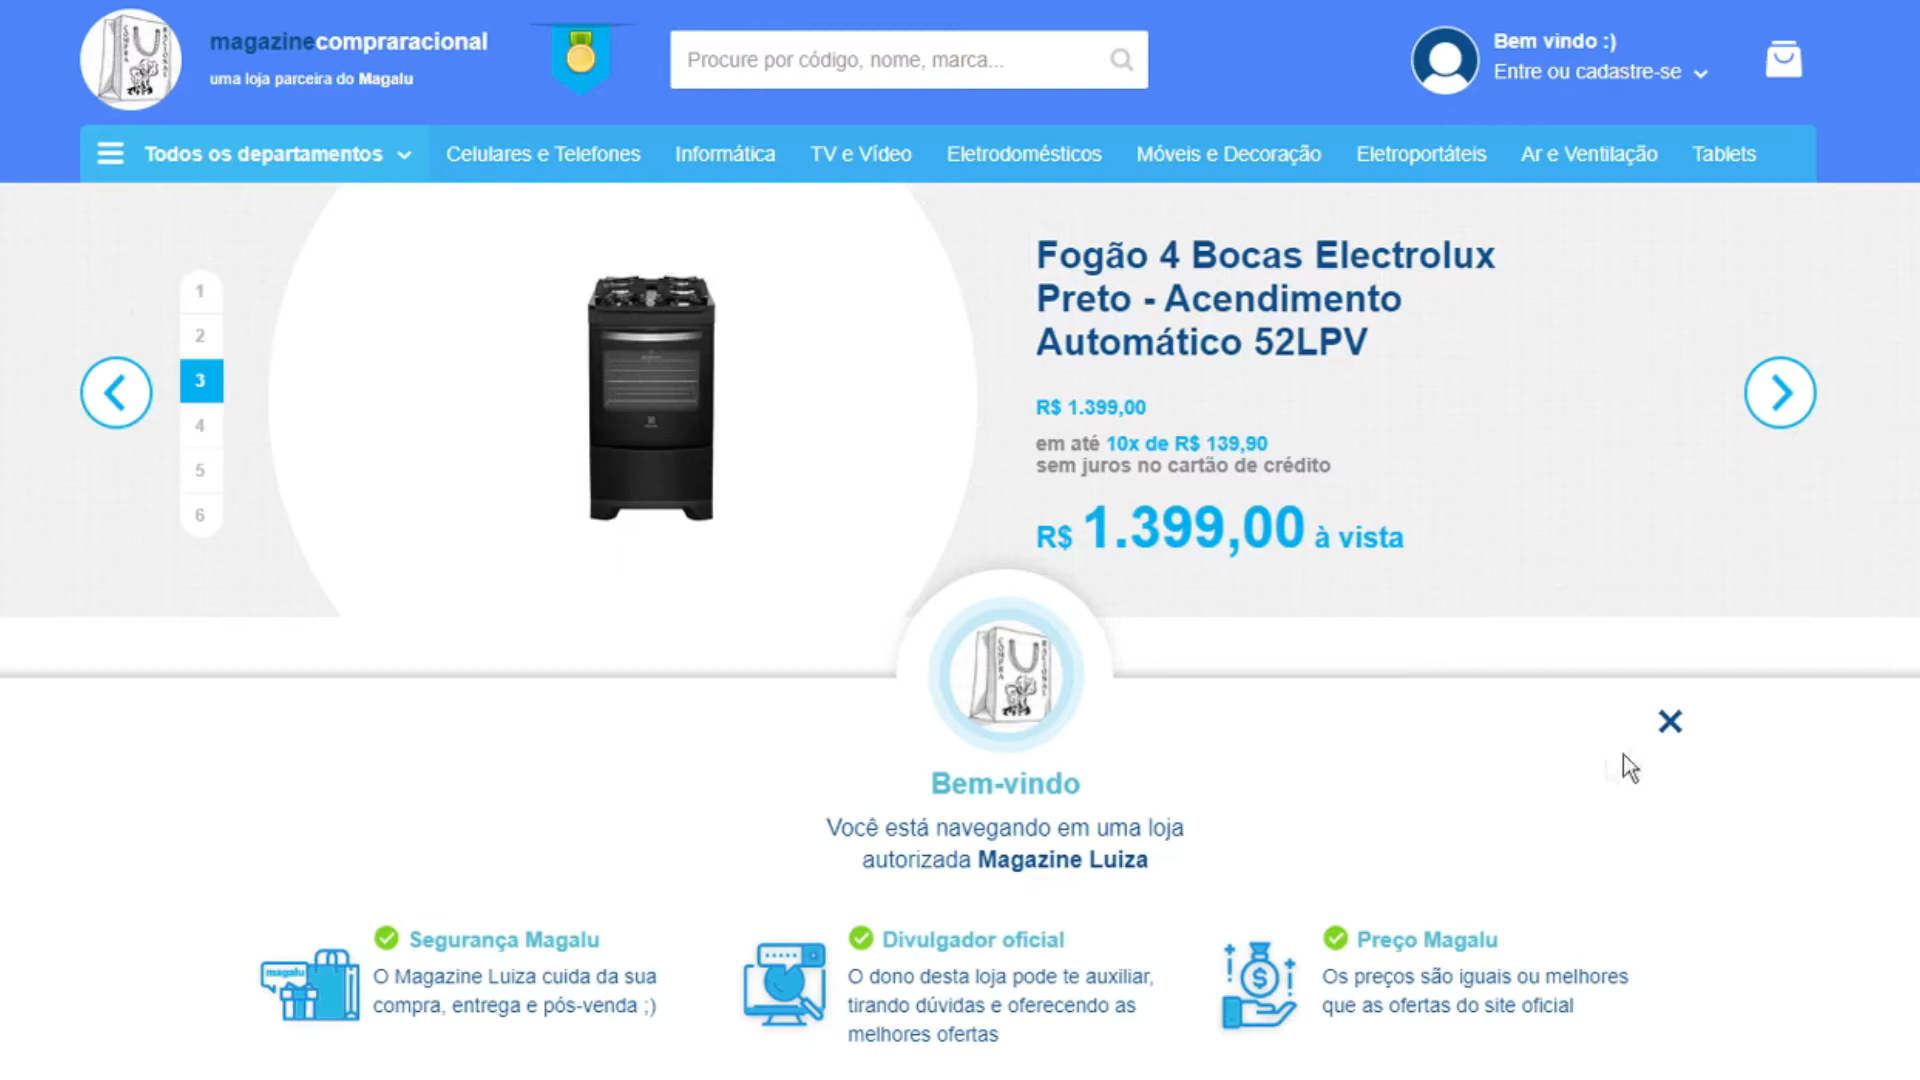 COMPRA
RACIONAL
magazinecompraracional
uma loja parceira do Magalu
Procure por código, nome, marca...
Bem vindo :)
Entre ou cadastre-se
Todos os departamentos
Celulares e Telefones
Informática
TV e Vídeo
Eletrodomésticos
Móveis e Decoração
Eletroportáteis
Ar e Ventilação
Tablets
1
2
3
4
5
6
Fogão 4 Bocas Electrolux
Preto - Acendimento
Automático 52LPV
R$ 1.399,00
em até 10x de R$ 139,90
sem juros no cartão de crédito
R$ 1.399,00 à vista
COMPRA
RACIONAL
Bem-vindo
Você está navegando em uma loja
autorizada Magazine Luiza
magalu
Segurança Magalu
O Magazine Luiza cuida da sua
compra, entrega e pós-venda ;)
Divulgador oficial
O dono desta loja pode te auxiliar,
tirando dúvidas e oferecendo as
melhores ofertas
$
Preço Magalu
Os preços são iguais ou melhores
que as ofertas do site oficial